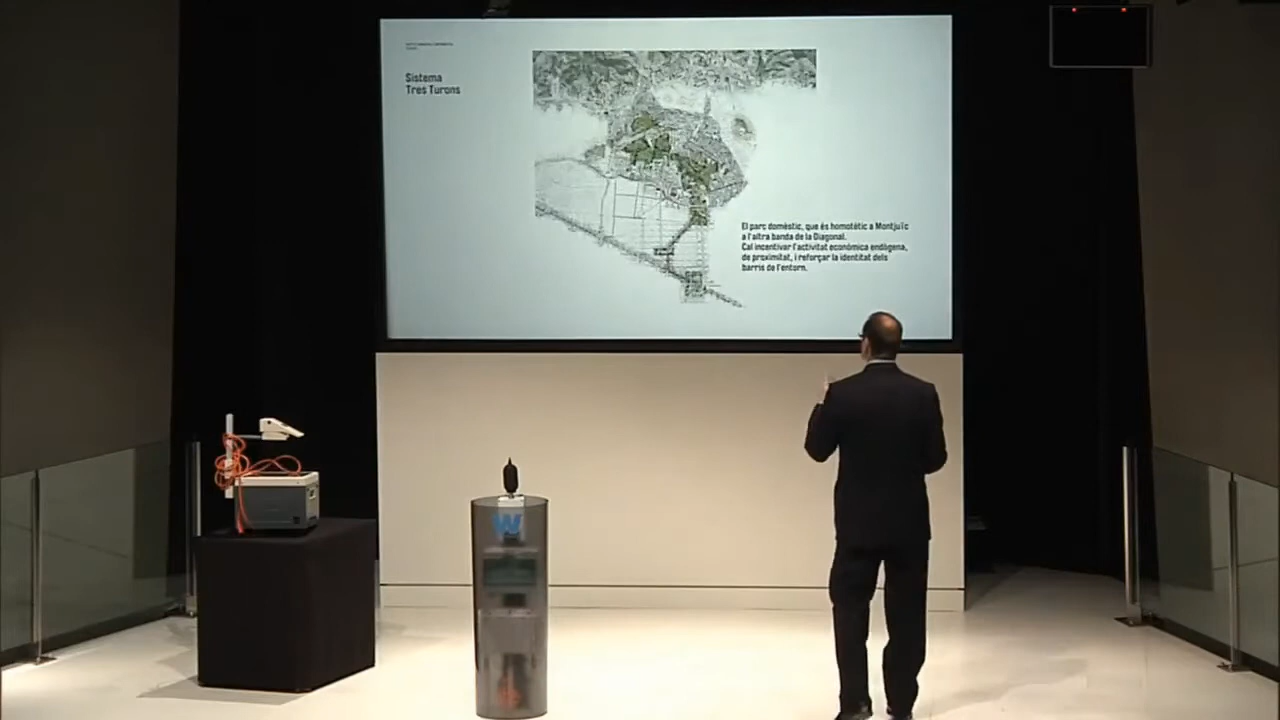 Sistema
Tres Turons
El parc domèstic, que és homotètic a Montjuïc
a l'altra banda de la Diagonal.
Cal incentivar l'activitat econòmica endògena,
de proximitat, i reforçar la identitat dels
barris de l'entorn.
W